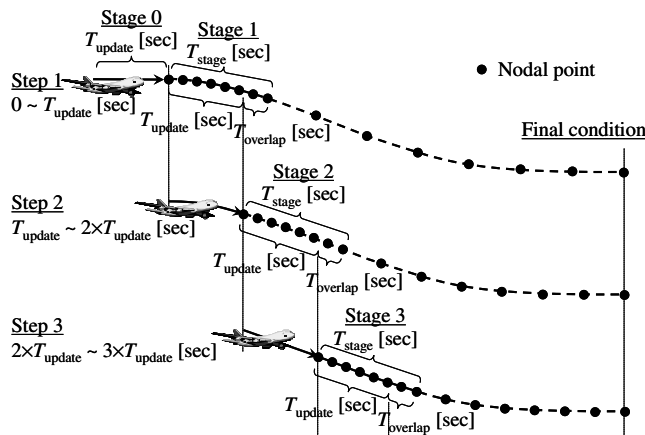 Stage 0
T_update [sec]
Stage 1
T_stage [sec]
Nodal point
Step 1
0 ~ T_update [sec]
T_update [sec]
T_overlap [sec]
Final condition
Stage 2
T_stage [sec]
Step 2
T_update ~ 2×T_update [sec]
T_update [sec]
T_overlap [sec]
Stage 3
T_stage [sec]
Step 3
2×T_update ~ 3×T_update [sec]
T_update [sec]
T_overlap [sec]